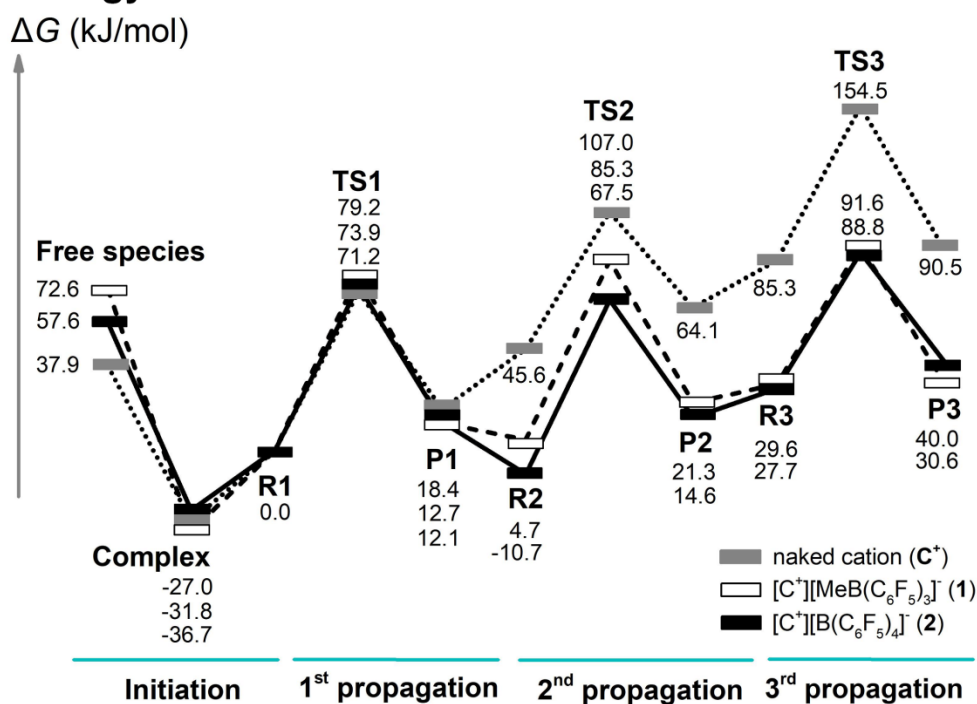 ΔG (kJ/mol)
TS3
154.5
TS2
107.0
85.3
67.5
TS1
79.2
73.9
71.2
91.6
88.8
90.5
Free species
72.6
57.6
37.9
85.3
64.1
45.6
R1
0.0
P1
18.4
12.7
12.1
R2
4.7
-10.7
P2
21.3
14.6
R3
29.6
27.7
P3
40.0
30.6
Complex
-27.0
-31.8
-36.7
naked cation (C⁺)
[C⁺][MeB(C₆F₅)₃]⁻ (1)
[C⁺][B(C₆F₅)₄]⁻ (2)
Initiation
1st propagation
2nd propagation
3rd propagation